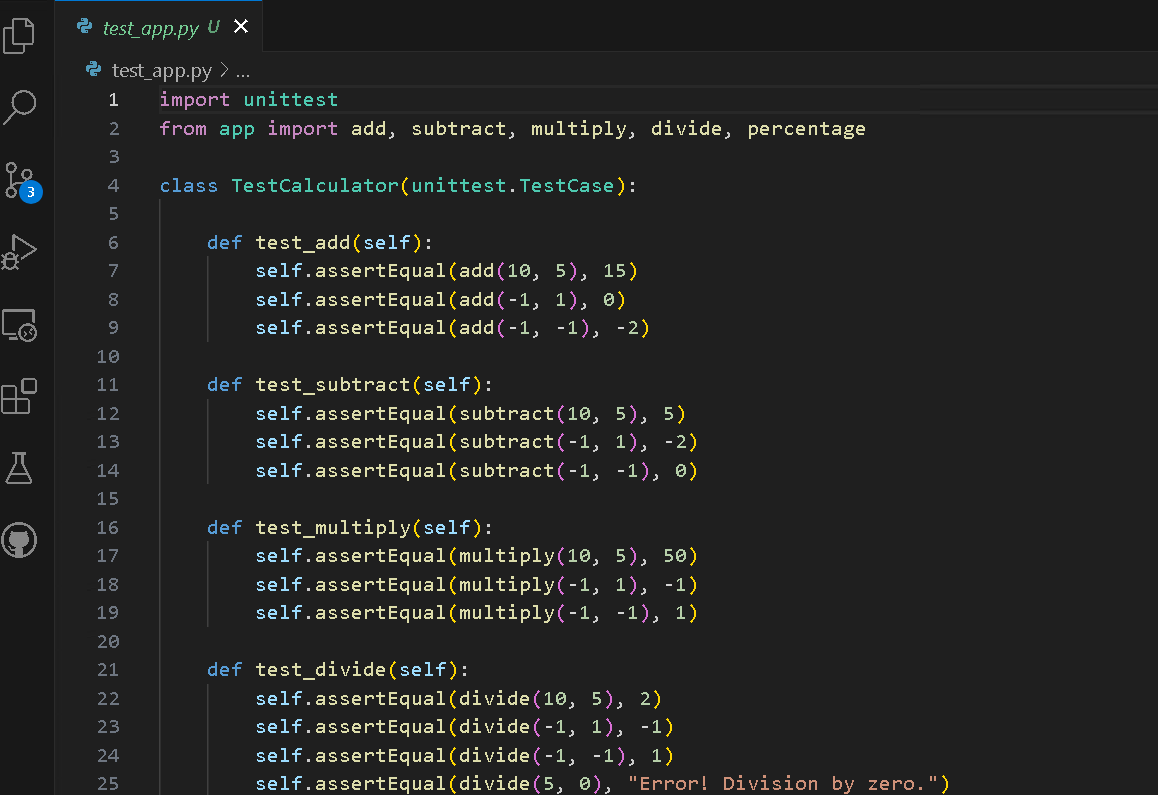 test_app.py U
test_app.py > ...
1 import unittest
2 from app import add, subtract, multiply, divide, percentage
3
4 class TestCalculator(unittest.TestCase):
5
6     def test_add(self):
7         self.assertEqual(add(10, 5), 15)
8         self.assertEqual(add(-1, 1), 0)
9         self.assertEqual(add(-1, -1), -2)
10
11     def test_subtract(self):
12         self.assertEqual(subtract(10, 5), 5)
13         self.assertEqual(subtract(-1, 1), -2)
14         self.assertEqual(subtract(-1, -1), 0)
15
16     def test_multiply(self):
17         self.assertEqual(multiply(10, 5), 50)
18         self.assertEqual(multiply(-1, 1), -1)
19         self.assertEqual(multiply(-1, -1), 1)
20
21     def test_divide(self):
22         self.assertEqual(divide(10, 5), 2)
23         self.assertEqual(divide(-1, 1), -1)
24         self.assertEqual(divide(-1, -1), 1)
25         self.assertEqual(divide(5, 0), "Error! Division by zero.")
3